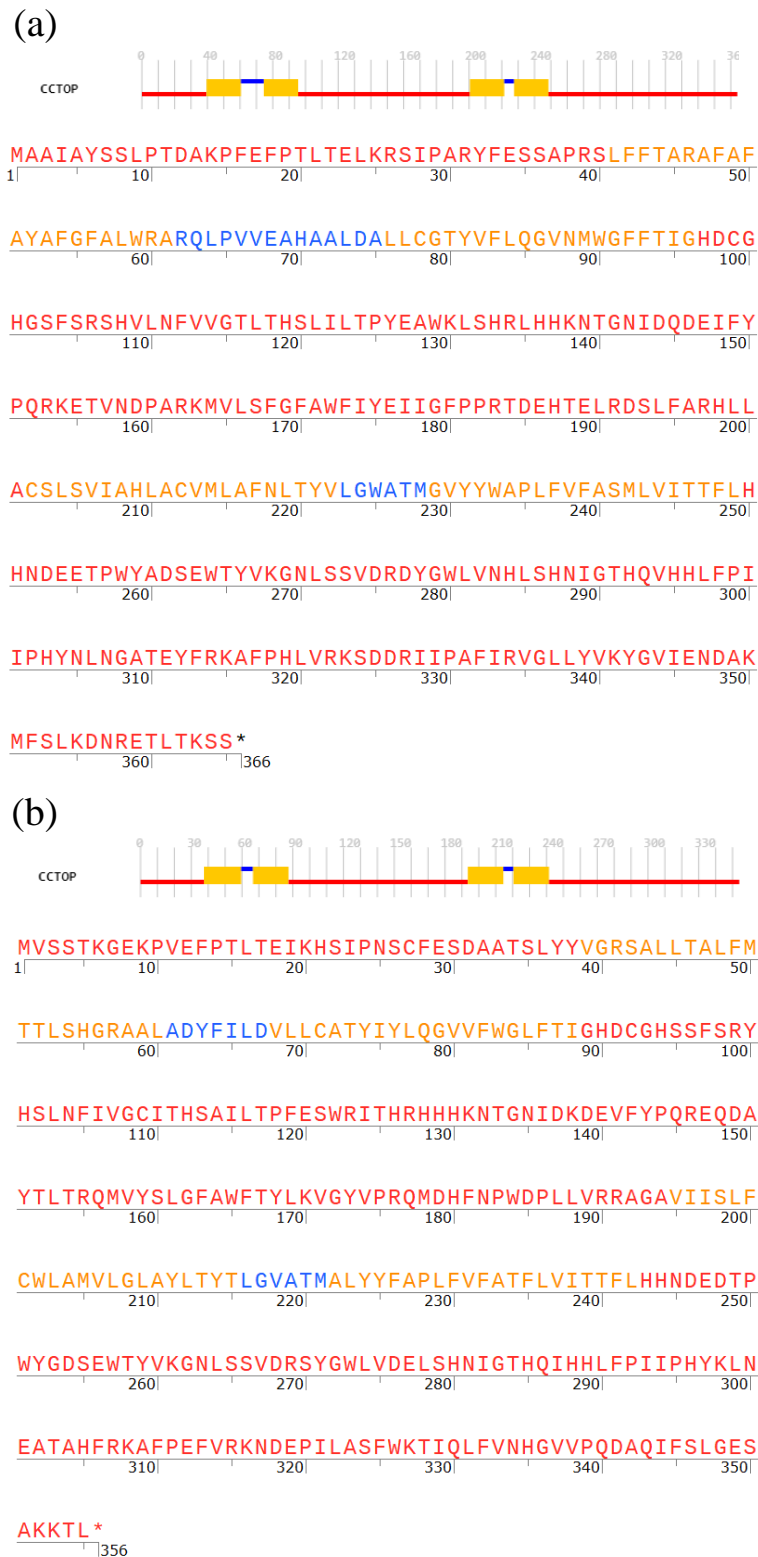 (a)
0 40 80 120 160 200 240 280 320 36
CCTOP
MAAIAYSSLPTDAKPFEFPTLTELKRSIPARYFESSAPRSLFFTARAFAF
1 10 20 30 40 50
AYAFGFALWRARQLPVVEAHAALDALLCGTYVFLQGVNMWGFFTIGHDCG
60 70 80 90 100
HGSFSRSHVLNFVVGTLTHSLILTPYEAWKLSHRLHHKNTGNIDQDEIFY
110 120 130 140 150
PQRKETVNDPARKMVLSFGFAWFIYEIIGFPPRTDEHTELRDSLFARHLL
160 170 180 190 200
ACSLSVIAHLACVMLAFNLTYVLGWATMGVYYWAPLFVFASMLVITTFLH
210 220 230 240 250
HNDEETPWYADSEWTYVKGNLSSVDRDYGWLVNHLSHNIGTHQVHHLFPI
260 270 280 290 300
IPHYNLNGATEYFRKAFPHLVRKSDDRIIPAFIRVGLLYVKYGVIENDAK
310 320 330 340 350
MFSLKDNRETLTKSS*
360 366
(b)
0 30 60 90 120 150 180 210 240 270 300 330
CCTOP
MVSSTKGEKPVEFPTLTEIKHSIPNSCFESDAATSLYYVGRSALLTALFM
1 10 20 30 40 50
TTLSHGRAALADYFILDVLLCATYIYLQGVVFWGLFTIGHDCGHSSFSRY
60 70 80 90 100
HSLNFIVGCITHSAILTPFESWRITHRHHHKNTGNIDKDEVFYPQREQDA
110 120 130 140 150
YTLTRQMVYSLGFAWFTYLKVGYVPRQMDHFNPWDPLLVRRAGAVIISLF
160 170 180 190 200
CWLAMVLGLAYLTYTLGVATMALYYFAPLFVFATFLVITTFLHHNDEDTP
210 220 230 240 250
WYGDSEWTYVKGNLSSVDRSYGWLVDELSHNIGTHQIHHLFPIIPHYKLN
260 270 280 290 300
EATAHFRKAFPEFVRKNDEPILASFWKTIQLFVNHGVVPQDAQIFSLGES
310 320 330 340 350
AKKTL*
356